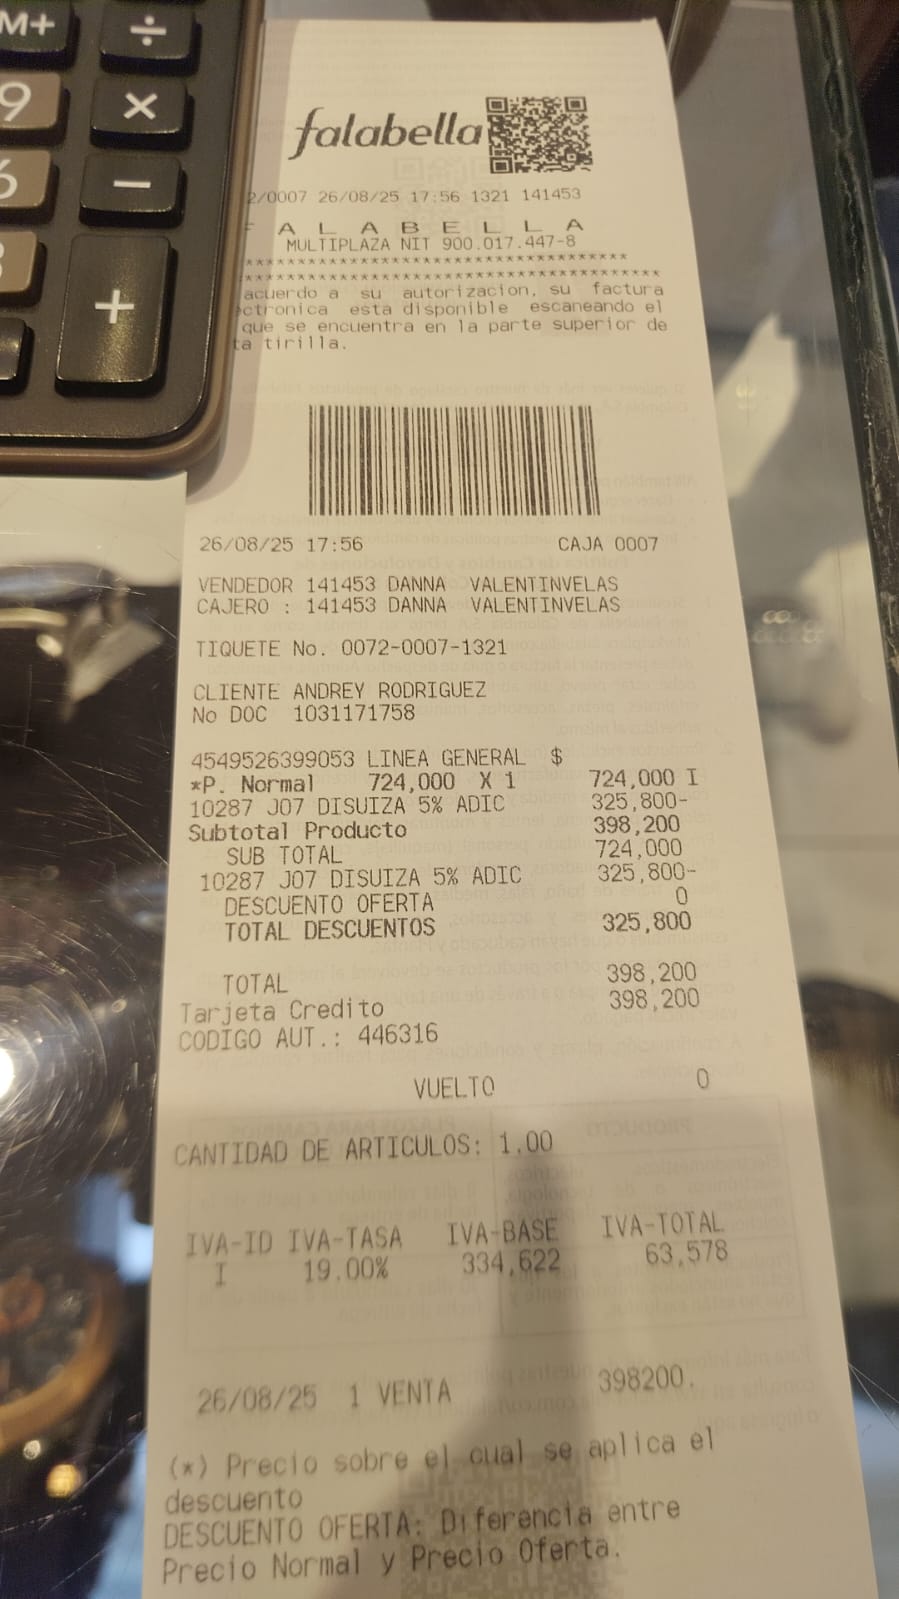 M+ ÷
9 ×
6 −
3 +
falabella
2/0007 26/08/25 17:56 1321 141453
F A L A B E L L A
MULTIPLAZA NIT 900.017.447-8
acuerdo a su autorizacion, su factura
ectronica esta disponible escaneando el
que se encuentra en la parte superior de
ta tirilla.
26/08/25 17:56 CAJA 0007
VENDEDOR 141453 DANNA VALENTINVELAS
CAJERO : 141453 DANNA VALENTINVELAS
TIQUETE No. 0072-0007-1321
CLIENTE ANDREY RODRIGUEZ
No DOC 1031171758
4549526399053 LINEA GENERAL $
*P. Normal 724,000 X 1 724,000 I
10287 J07 DISUIZA 5% ADIC 325,800-
Subtotal Producto 398,200
SUB TOTAL 724,000
10287 J07 DISUIZA 5% ADIC 325,800-
DESCUENTO OFERTA 0
TOTAL DESCUENTOS 325,800
TOTAL 398,200
Tarjeta Credito 398,200
CODIGO AUT.: 446316
VUELTO 0
CANTIDAD DE ARTICULOS: 1.00
IVA-ID IVA-TASA IVA-BASE IVA-TOTAL
I 19.00% 334,622 63,578
26/08/25 1 VENTA 398200.
(*) Precio sobre el cual se aplica el
descuento
DESCUENTO OFERTA: Diferencia entre
Precio Normal y Precio Oferta.